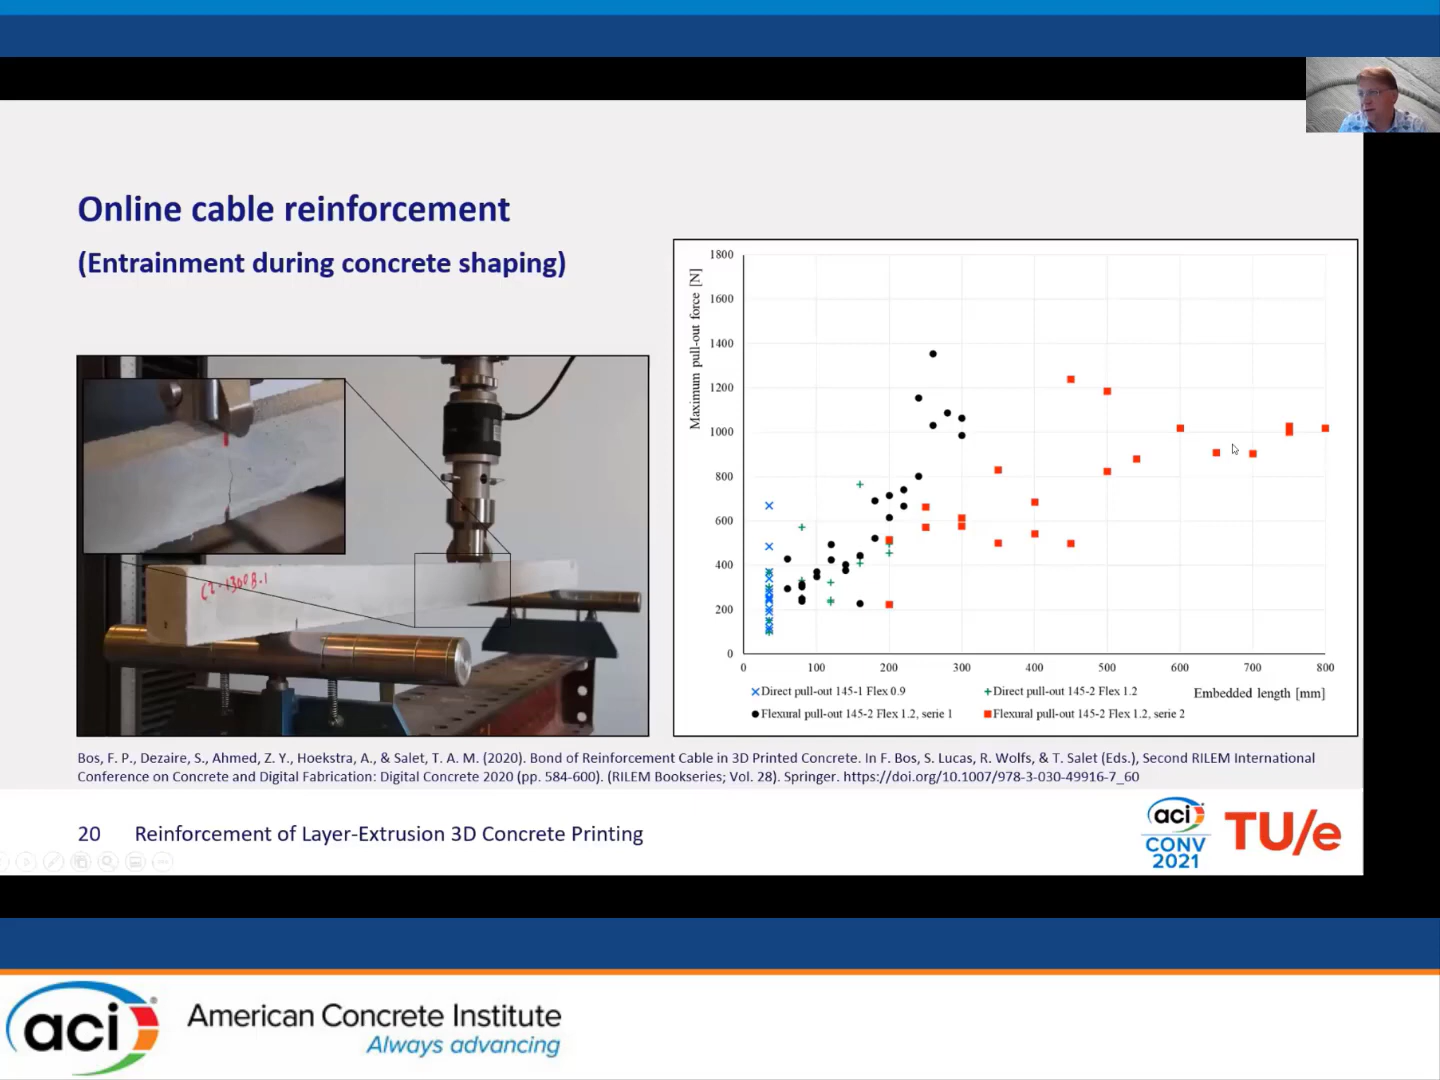 Online cable reinforcement
(Entrainment during concrete shaping)
C2-1300B.1
Maximum pull-out force [N]
1800
1600
1400
1200
1000
800
600
400
200
0
0 100 200 300 400 500 600 700 800
Embedded length [mm]
Direct pull-out 145-1 Flex 0.9
Direct pull-out 145-2 Flex 1.2
Flexural pull-out 145-2 Flex 1.2, serie 1
Flexural pull-out 145-2 Flex 1.2, serie 2
Bos, F. P., Dezaire, S., Ahmed, Z. Y., Hoekstra, A., & Salet, T. A. M. (2020). Bond of Reinforcement Cable in 3D Printed Concrete. In F. Bos, S. Lucas, R. Wolfs, & T. Salet (Eds.), Second RILEM International
Conference on Concrete and Digital Fabrication: Digital Concrete 2020 (pp. 584-600). (RILEM Bookseries; Vol. 28). Springer. https://doi.org/10.1007/978-3-030-49916-7_60
20 Reinforcement of Layer-Extrusion 3D Concrete Printing
aci
CONV
2021
TU/e
aci
American Concrete Institute
Always advancing